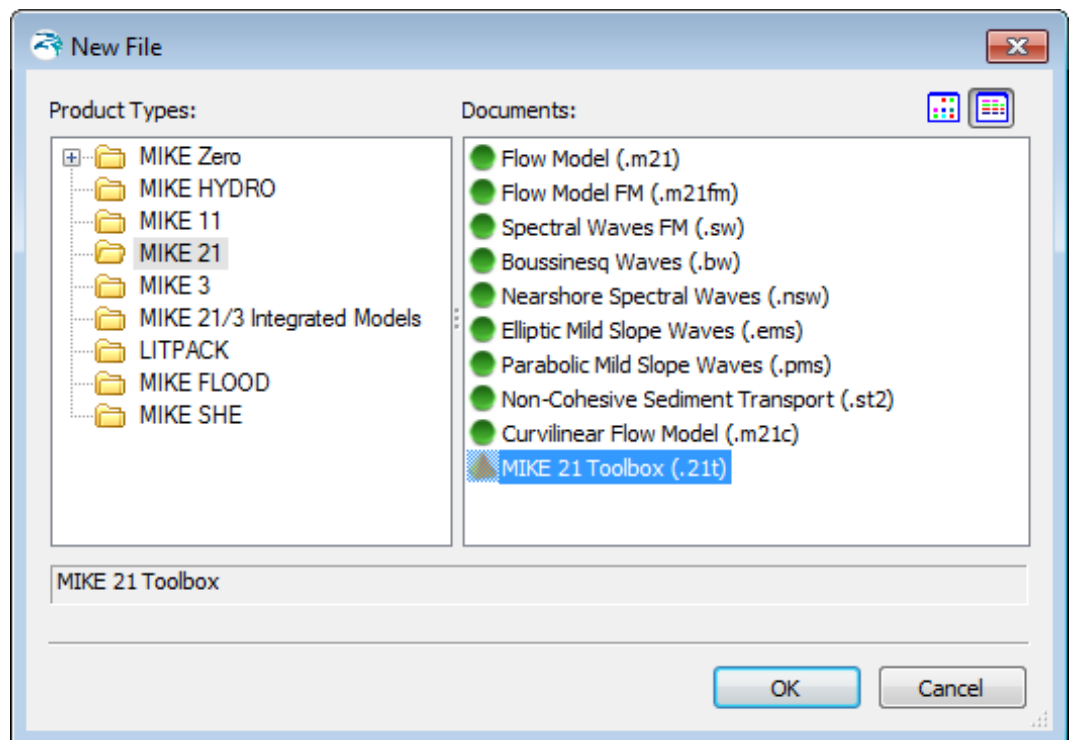 New File
Product Types:
Documents:
MIKE Zero
MIKE HYDRO
MIKE 11
MIKE 21
MIKE 3
MIKE 21/3 Integrated Models
LITPACK
MIKE FLOOD
MIKE SHE
Flow Model (.m21)
Flow Model FM (.m21fm)
Spectral Waves FM (.sw)
Boussinesq Waves (.bw)
Nearshore Spectral Waves (.nsw)
Elliptic Mild Slope Waves (.ems)
Parabolic Mild Slope Waves (.pms)
Non-Cohesive Sediment Transport (.st2)
Curvilinear Flow Model (.m21c)
MIKE 21 Toolbox (.21t)
MIKE 21 Toolbox
OK
Cancel